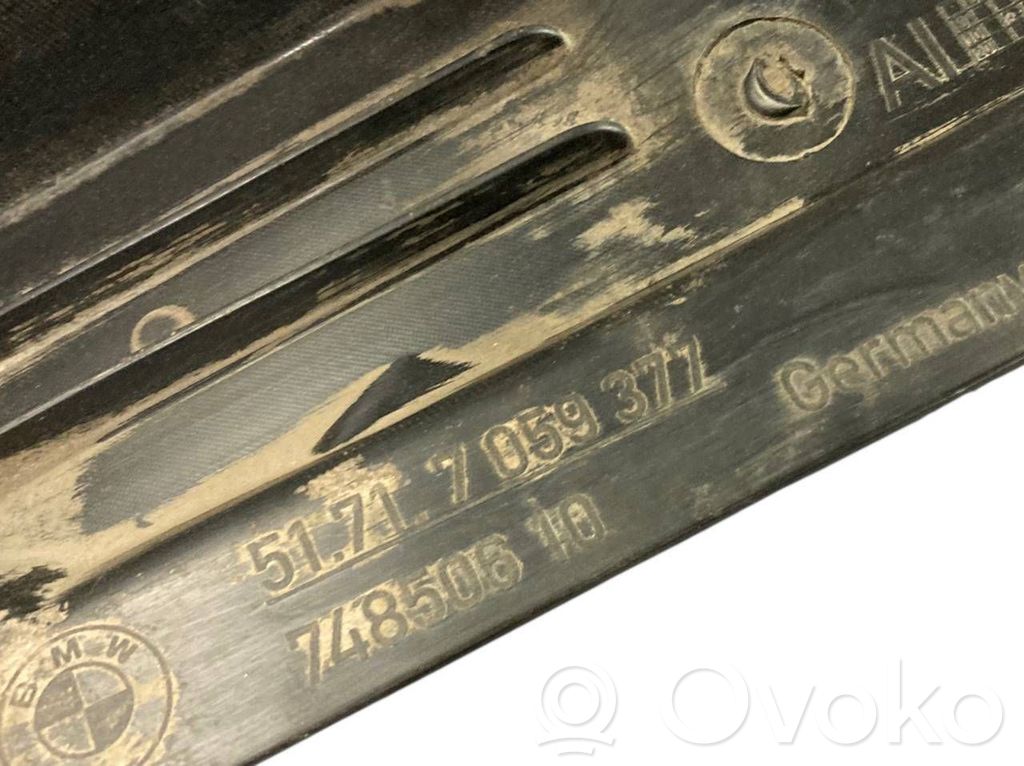 51.71. 7 059 377
Germany
748506 10
BMW
Ovoko